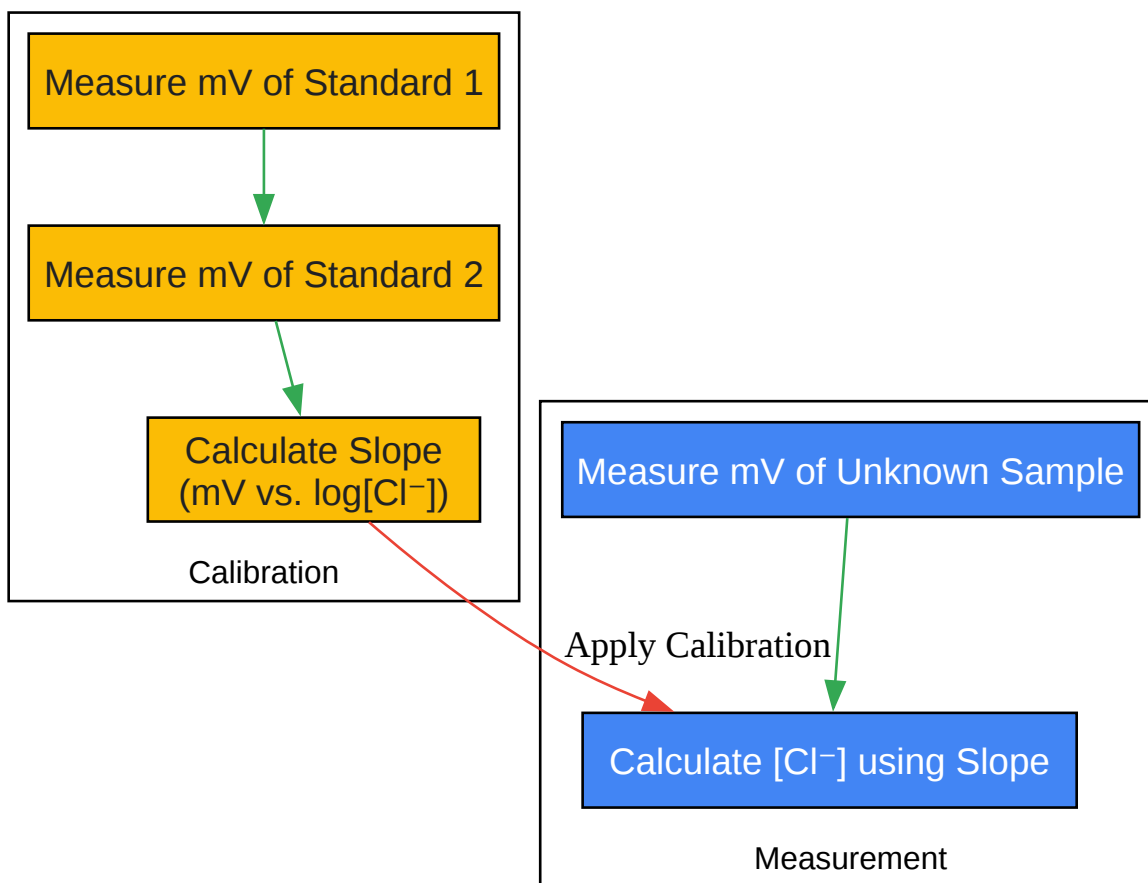 Measure mV of Standard 1
Measure mV of Standard 2
Calculate Slope
(mV vs. log[Cl⁻])
Calibration
Measure mV of Unknown Sample
Apply Calibration
Calculate [Cl⁻] using Slope
Measurement